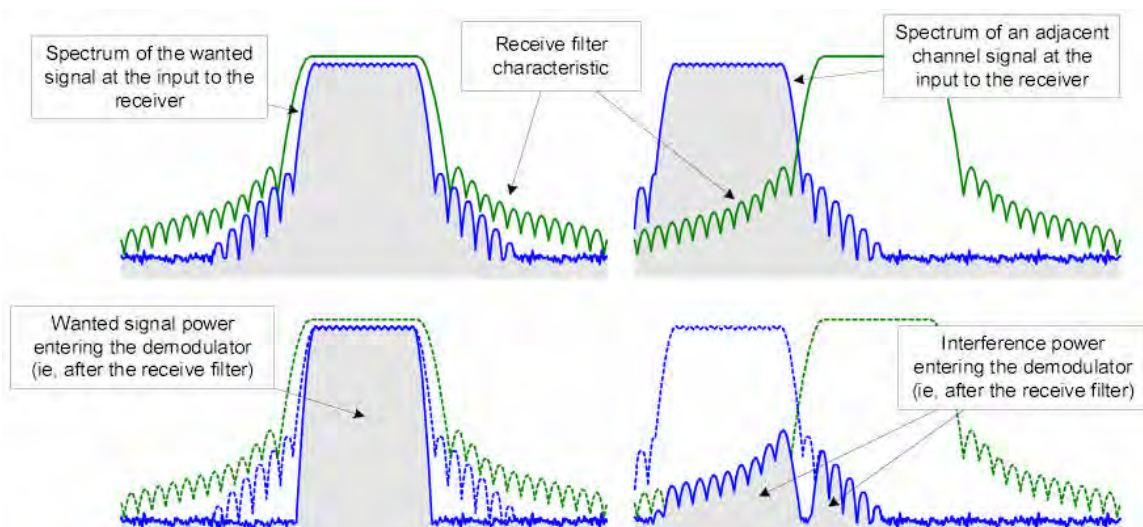 Spectrum of the wanted
signal at the input to the
receiver
Receive filter
characteristic
Spectrum of an adjacent
channel signal at the
input to the receiver
Wanted signal power
entering the demodulator
(ie, after the receive filter)
Interference power
entering the demodulator
(ie, after the receive filter)